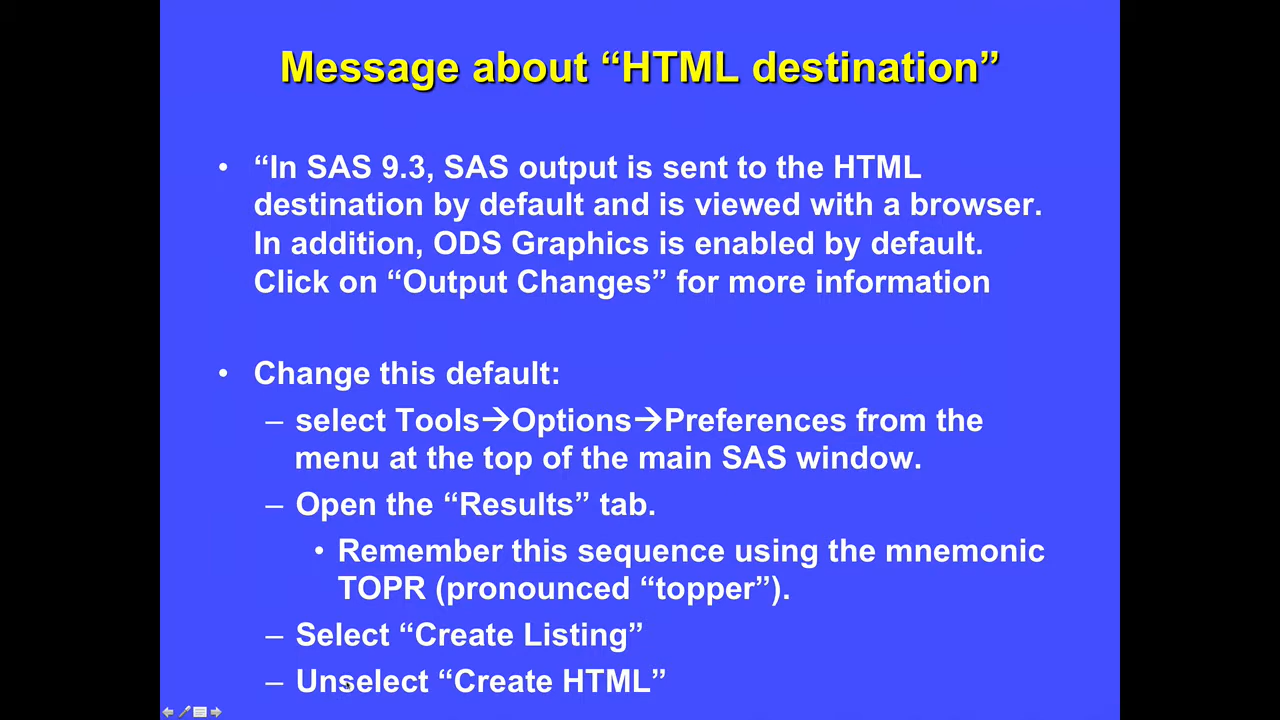 Message about “HTML destination”
• “In SAS 9.3, SAS output is sent to the HTML
destination by default and is viewed with a browser.
In addition, ODS Graphics is enabled by default.
Click on “Output Changes” for more information
• Change this default:
– select Tools→Options→Preferences from the
menu at the top of the main SAS window.
– Open the “Results” tab.
• Remember this sequence using the mnemonic
TOPR (pronounced “topper”).
– Select “Create Listing”
– Unselect “Create HTML”